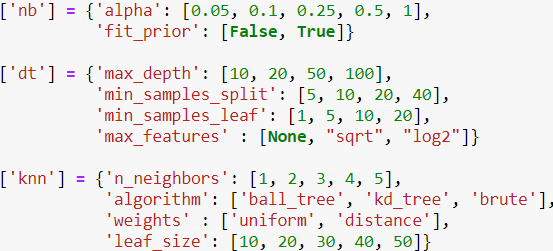 ['nb'] = {'alpha': [0.05, 0.1, 0.25, 0.5, 1],
'fit_prior': [False, True]}
['dt'] = {'max_depth': [10, 20, 50, 100],
'min_samples_split': [5, 10, 20, 40],
'min_samples_leaf': [1, 5, 10, 20],
'max_features' : [None, "sqrt", "log2"]}
['knn'] = {'n_neighbors': [1, 2, 3, 4, 5],
'algorithm': ['ball_tree', 'kd_tree', 'brute'],
'weights' : ['uniform', 'distance'],
'leaf_size': [10, 20, 30, 40, 50]}